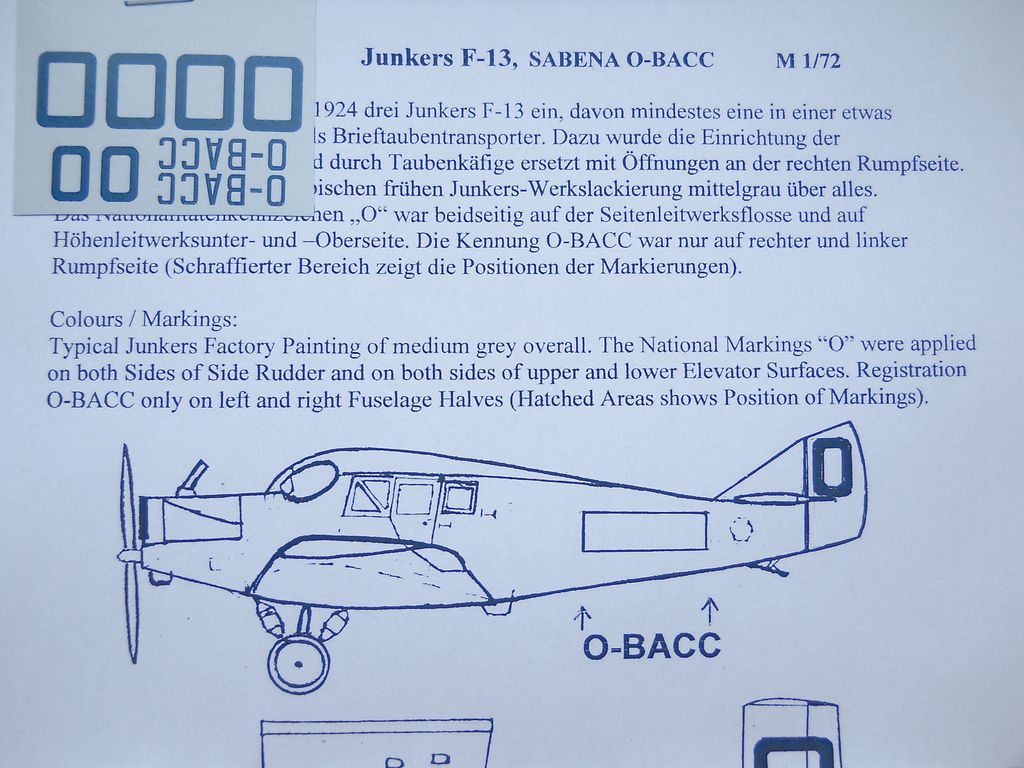 Junkers F-13, SABENA O-BACC M 1/72
OOOO
OO
O-BACC
O-BACC
1924 drei Junkers F-13 ein, davon mindestes eine in einer etwas
ls Brieftaubentransporter. Dazu wurde die Einrichtung der
d durch Taubenkäfige ersetzt mit Öffnungen an der rechten Rumpfseite.
pischen frühen Junkers-Werkslackierung mittelgrau über alles.
Das Nationalitätenkennzeichen „O“ war beidseitig auf der Seitenleitwerksflosse und auf
Höhenleitwerksunter- und –Oberseite. Die Kennung O-BACC war nur auf rechter und linker
Rumpfseite (Schraffierter Bereich zeigt die Positionen der Markierungen).
Colours / Markings:
Typical Junkers Factory Painting of medium grey overall. The National Markings “O” were applied
on both Sides of Side Rudder and on both sides of upper and lower Elevator Surfaces. Registration
O-BACC only on left and right Fuselage Halves (Hatched Areas shows Position of Markings).
O
O-BACC